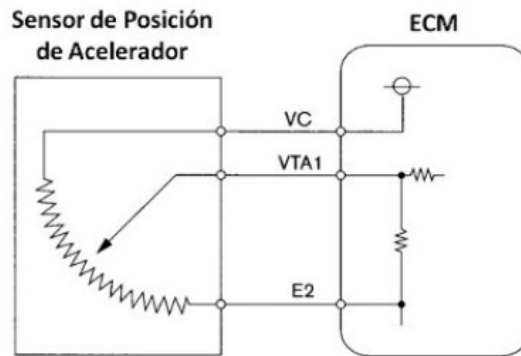 Sensor de Posición
de Acelerador
ECM
VC
VTA1
E2